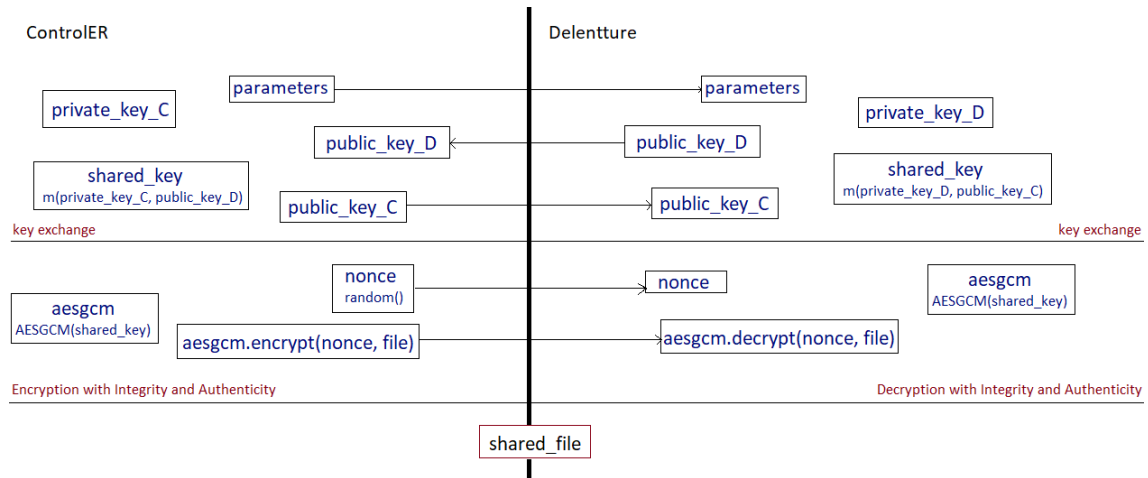 ControlER
Delentture
parameters
parameters
private_key_C
private_key_D
public_key_D
public_key_D
shared_key
m(private_key_C, public_key_D)
shared_key
m(private_key_D, public_key_C)
public_key_C
public_key_C
key exchange
key exchange
nonce
random()
nonce
aesgcm
AESGCM(shared_key)
aesgcm
AESGCM(shared_key)
aesgcm.encrypt(nonce, file)
aesgcm.decrypt(nonce, file)
Encryption with Integrity and Authenticity
Decryption with Integrity and Authenticity
shared_file